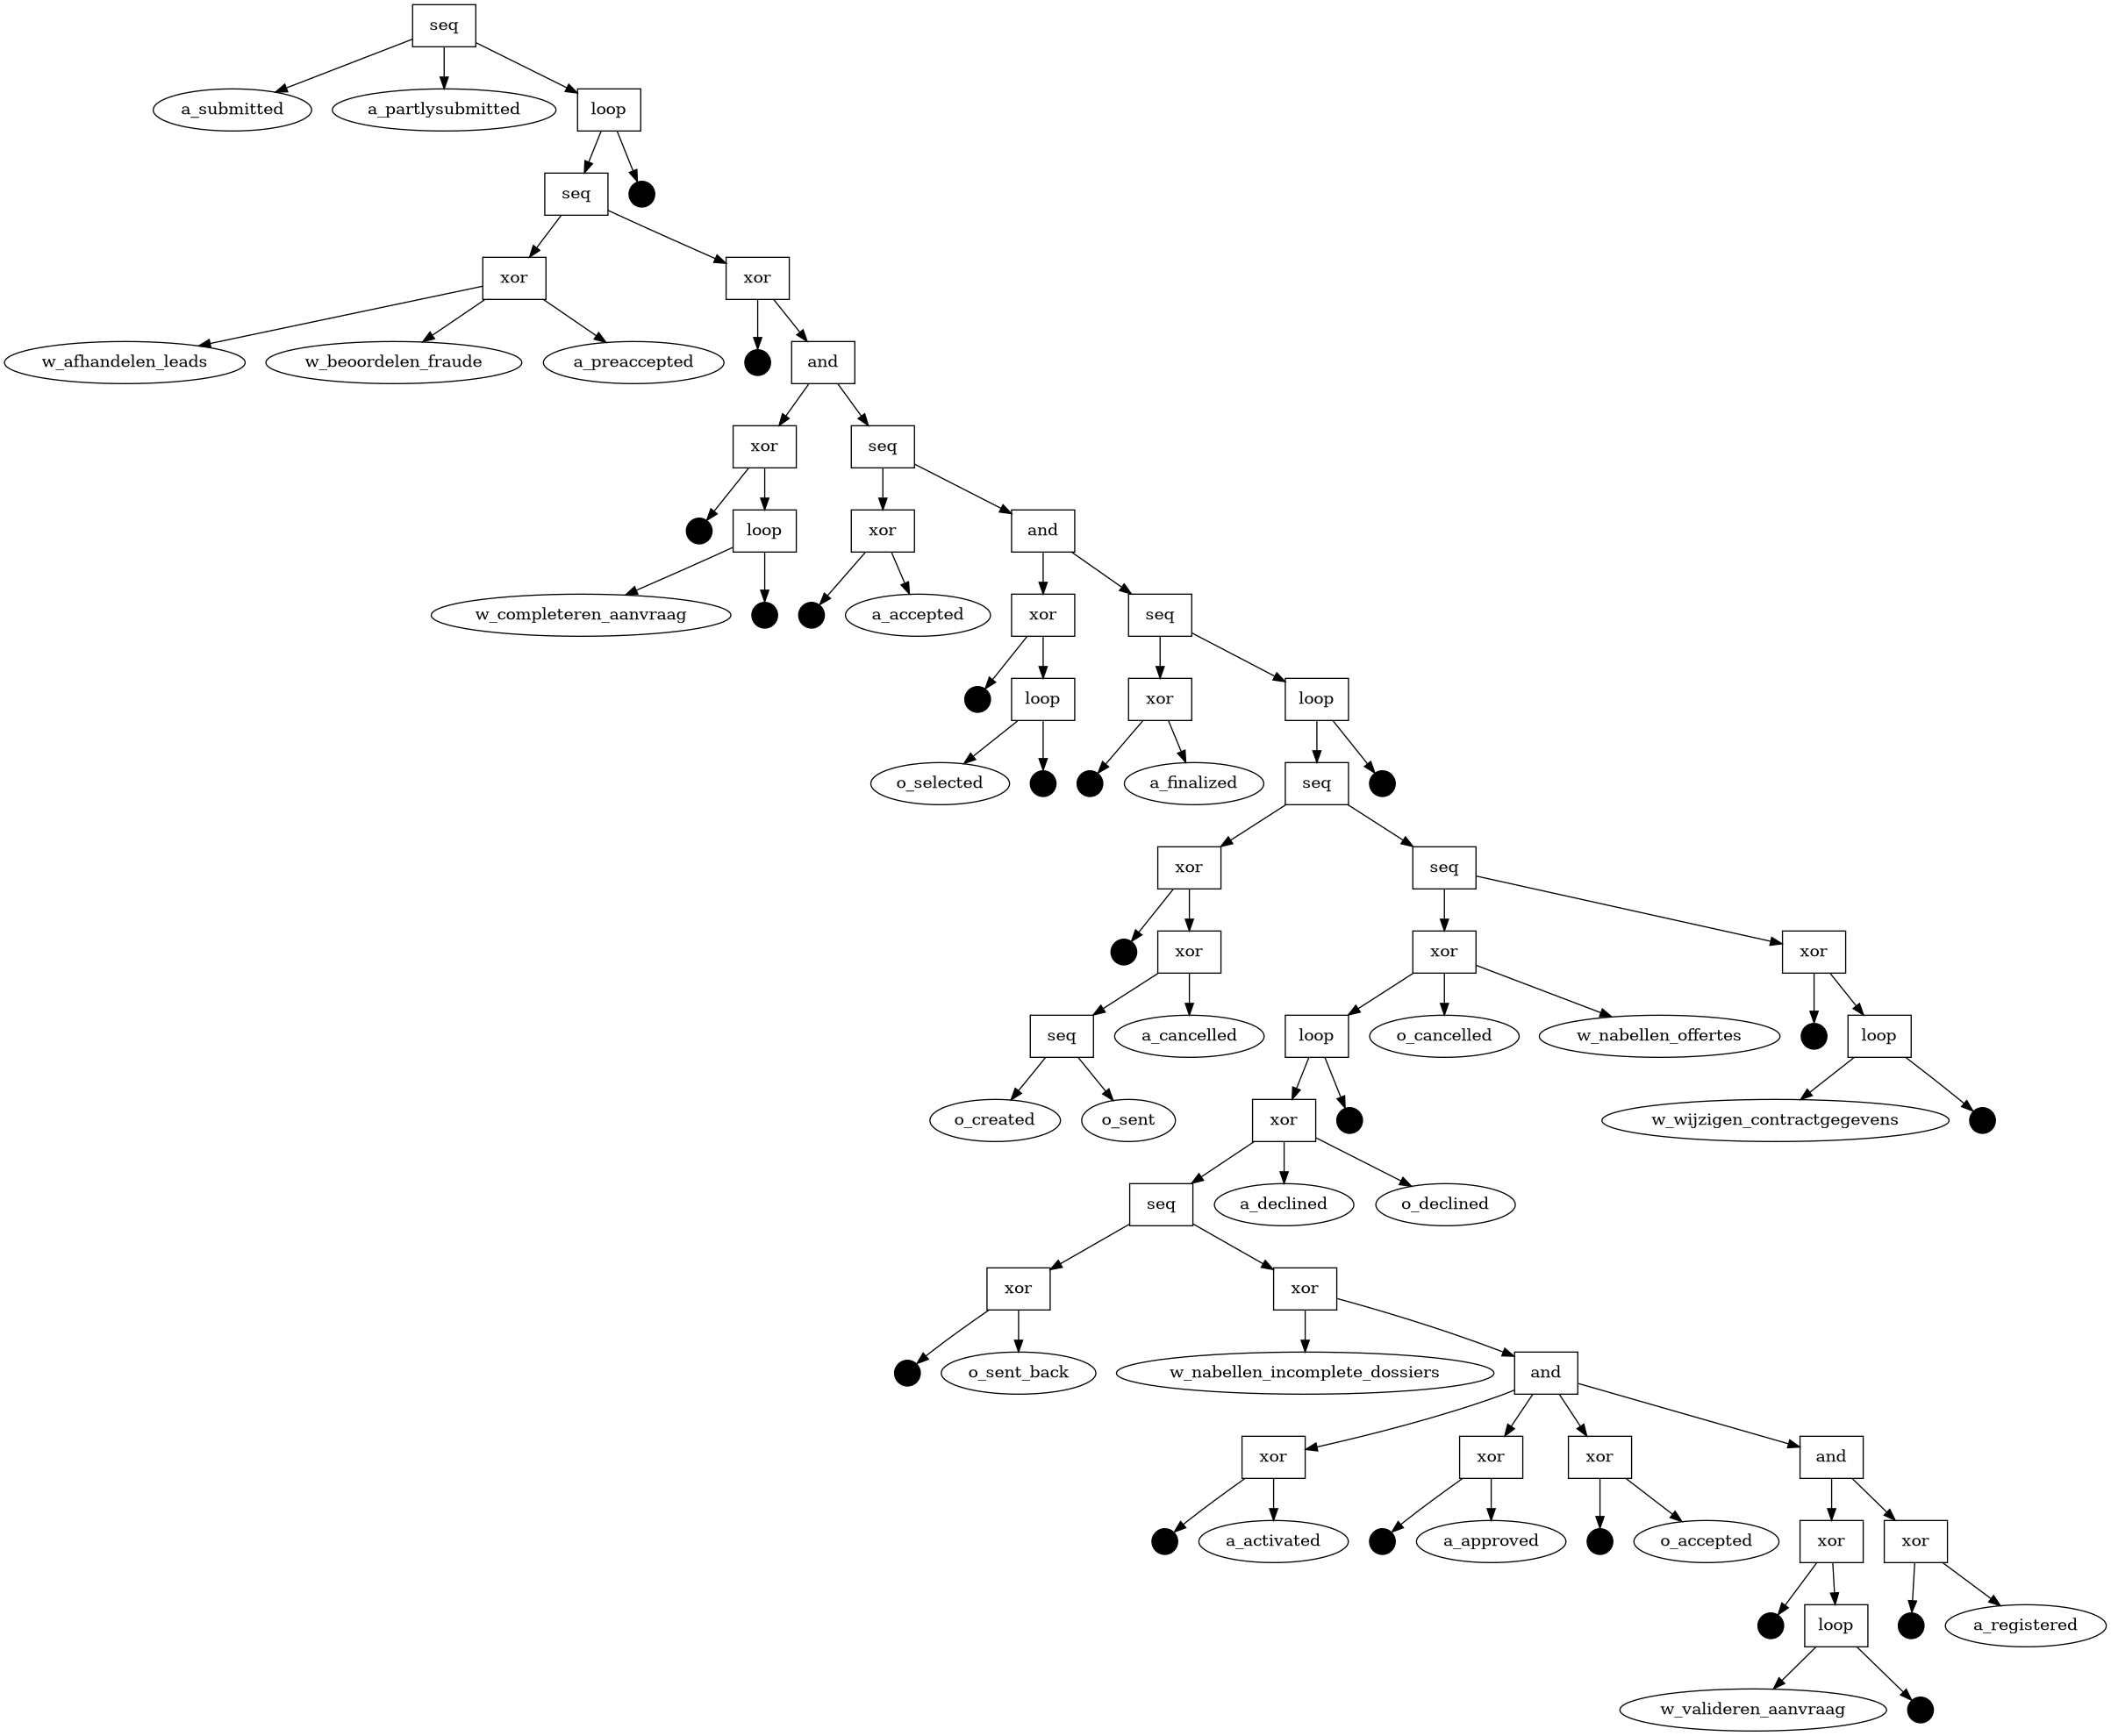 seq
a_submitted
a_partlysubmitted
loop
seq
xor
xor
w_afhandelen_leads
w_beoordelen_fraude
a_preaccepted
and
xor
seq
loop
xor
and
w_completeren_aanvraag
a_accepted
xor
seq
loop
xor
loop
o_selected
a_finalized
seq
xor
seq
xor
xor
xor
seq
a_cancelled
loop
o_cancelled
w_nabellen_offertes
loop
o_created
o_sent
xor
w_wijzigen_contractgegevens
seq
a_declined
o_declined
xor
xor
o_sent_back
w_nabellen_incomplete_dossiers
and
xor
xor
xor
and
a_activated
a_approved
o_accepted
xor
xor
loop
a_registered
w_valideren_aanvraag